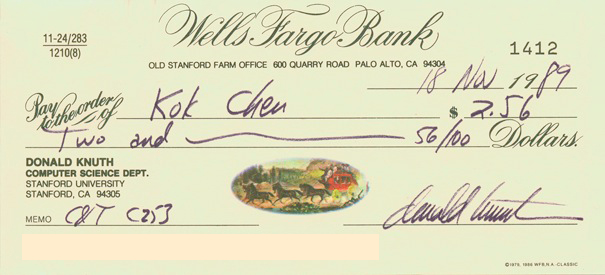 11-24/283
1210(8)
Wells Fargo Bank
1412
OLD STANFORD FARM OFFICE 600 QUARRY ROAD PALO ALTO, CA 94304
18 Nov 1989
Pay to the order of Kok Chen $ 2.56
Two and 56/100 Dollars
DONALD KNUTH
COMPUTER SCIENCE DEPT.
STANFORD UNIVERSITY
STANFORD, CA 94305
MEMO C&T C253
Donald Knuth
©1979, 1988 WFB,N.A.-CLASSIC